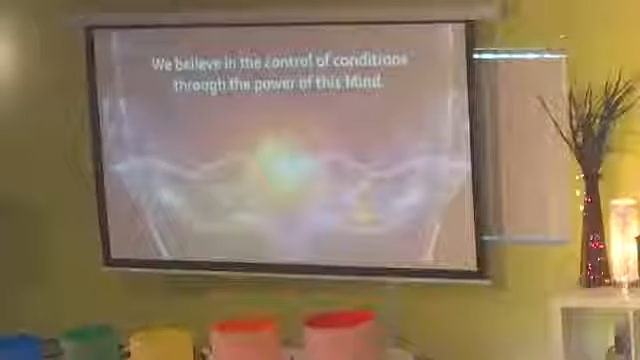 We believe in the control of conditions
through the power of this Mind.